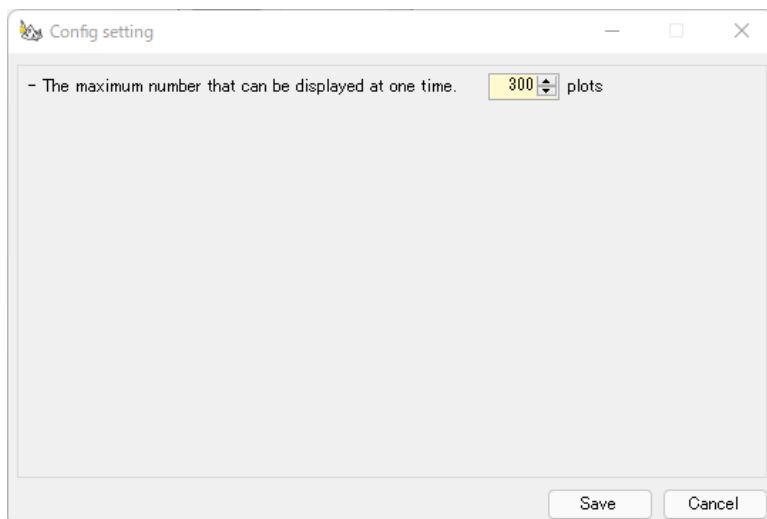 Config setting
- The maximum number that can be displayed at one time. 300 plots
Save Cancel